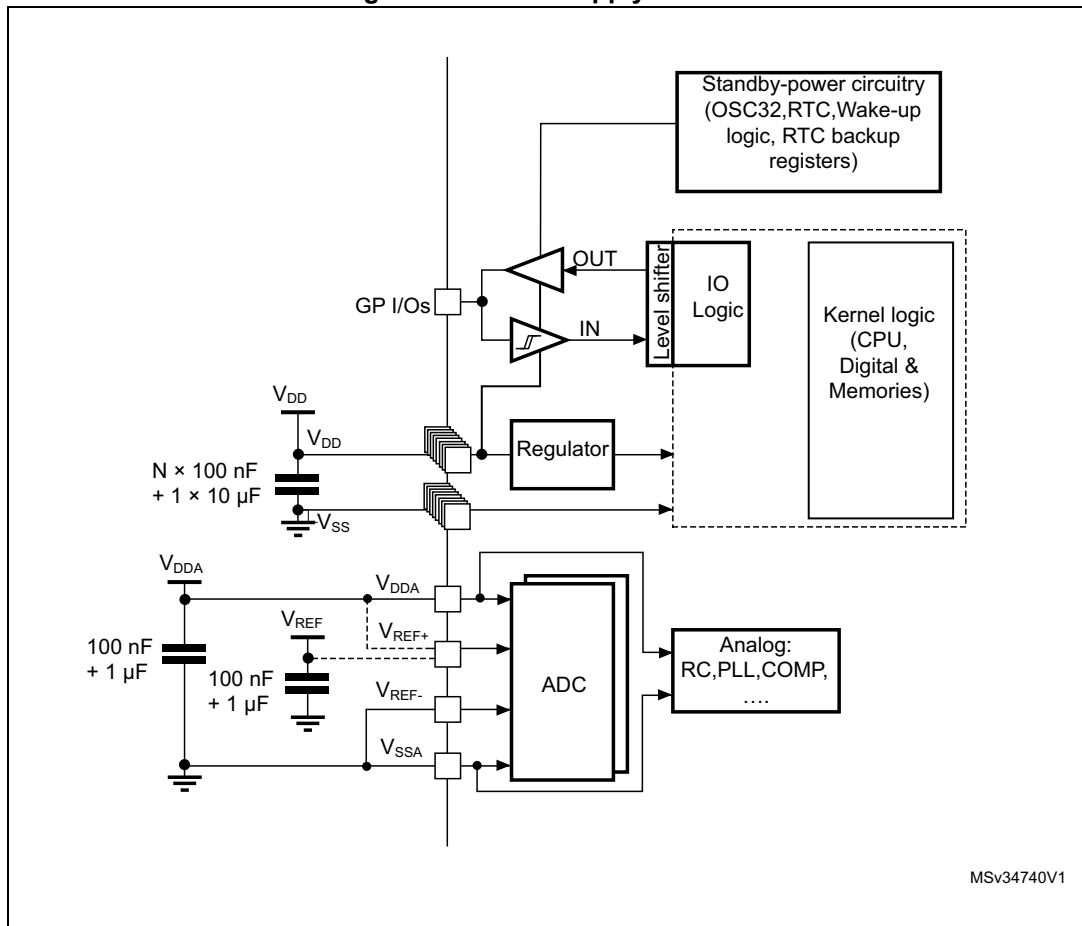 Standby-power circuitry
(OSC32,RTC,Wake-up
logic, RTC backup
registers)
OUT
Level shifter
IO
Logic
GP I/Os
IN
Kernel logic
(CPU,
Digital &
Memories)
VDD
VDD
Regulator
N × 100 nF
+ 1 × 10 µF
VSS
VDDA
VDDA
VREF
VREF+
100 nF
+ 1 µF
100 nF
+ 1 µF
VREF-
ADC
Analog:
RC,PLL,COMP,
....
VSSA
MSv34740V1